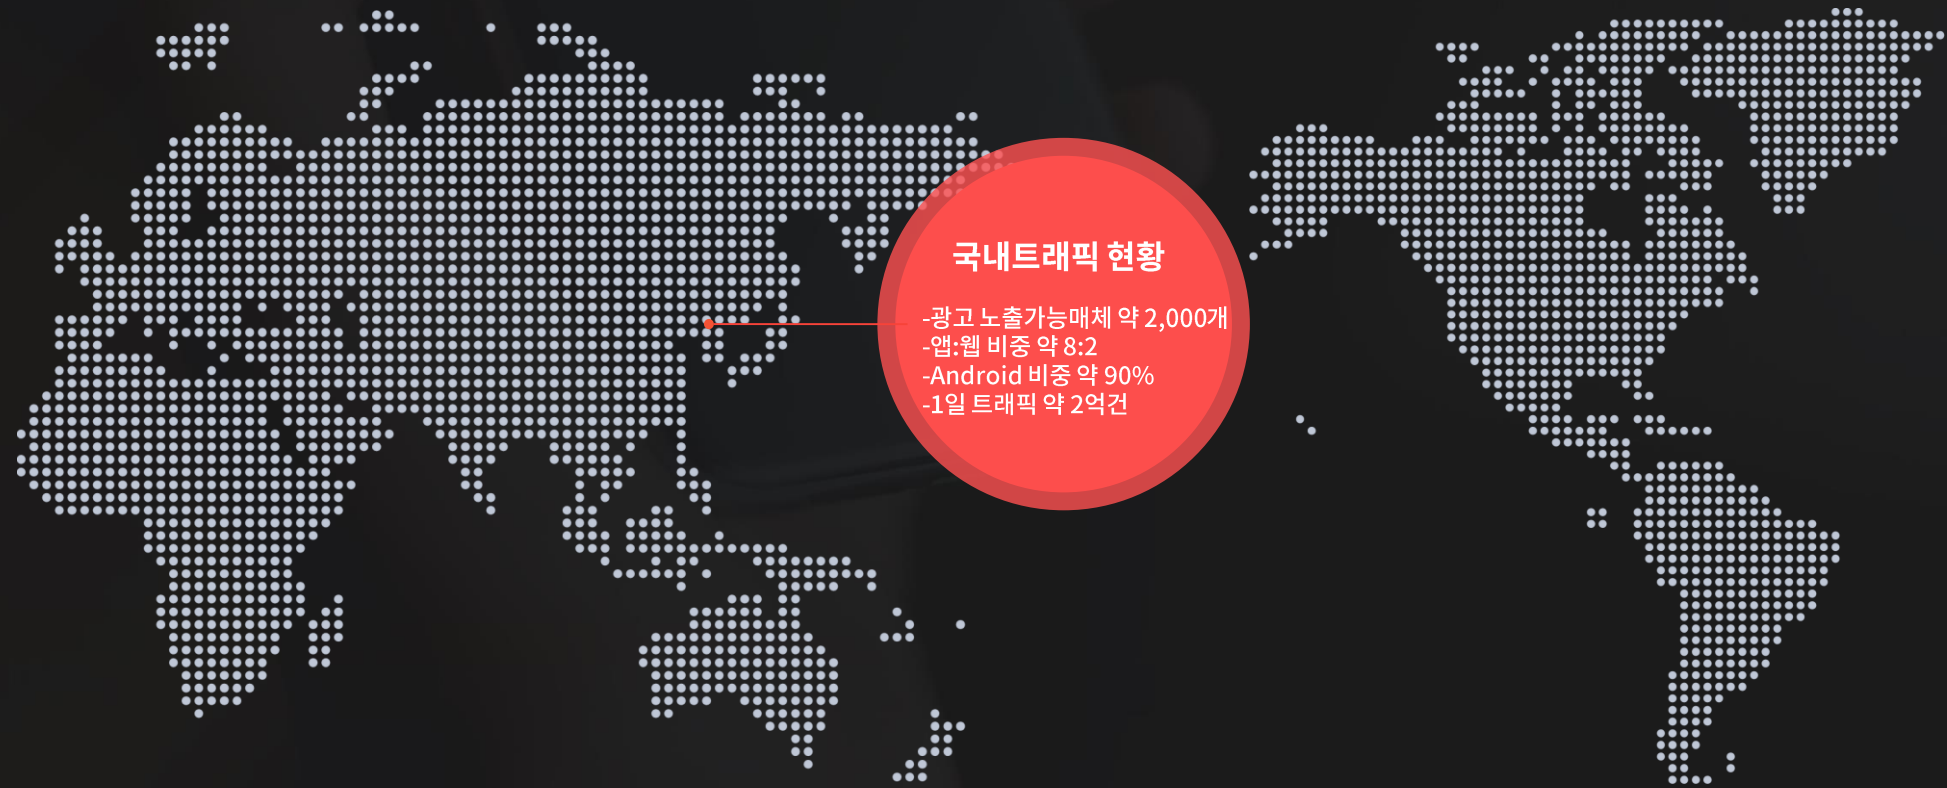 국내트래픽 현황
-광고 노출가능매체 약 2,000개
-앱:웹 비중 약 8:2
-Android 비중 약 90%
-1일 트래픽 약 2억건